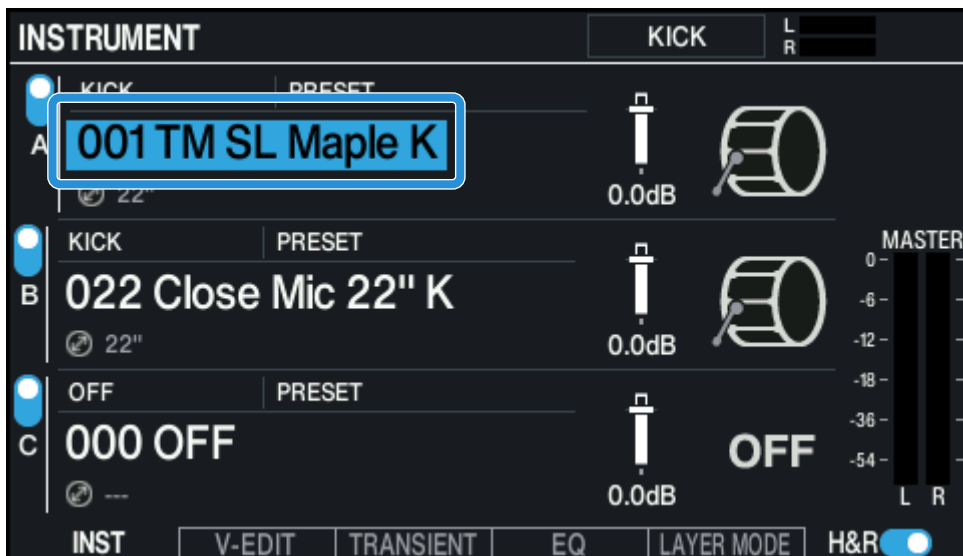 INSTRUMENT KICK L R
KICK PRESET
A 001 TM SL Maple K
22" 0.0dB
KICK PRESET MASTER
B 022 Close Mic 22" K
22" 0.0dB
OFF PRESET
C 000 OFF OFF
--- 0.0dB
0
-6
-12
-18
-36
-54
L R
INST V-EDIT TRANSIENT EQ LAYER MODE H&R